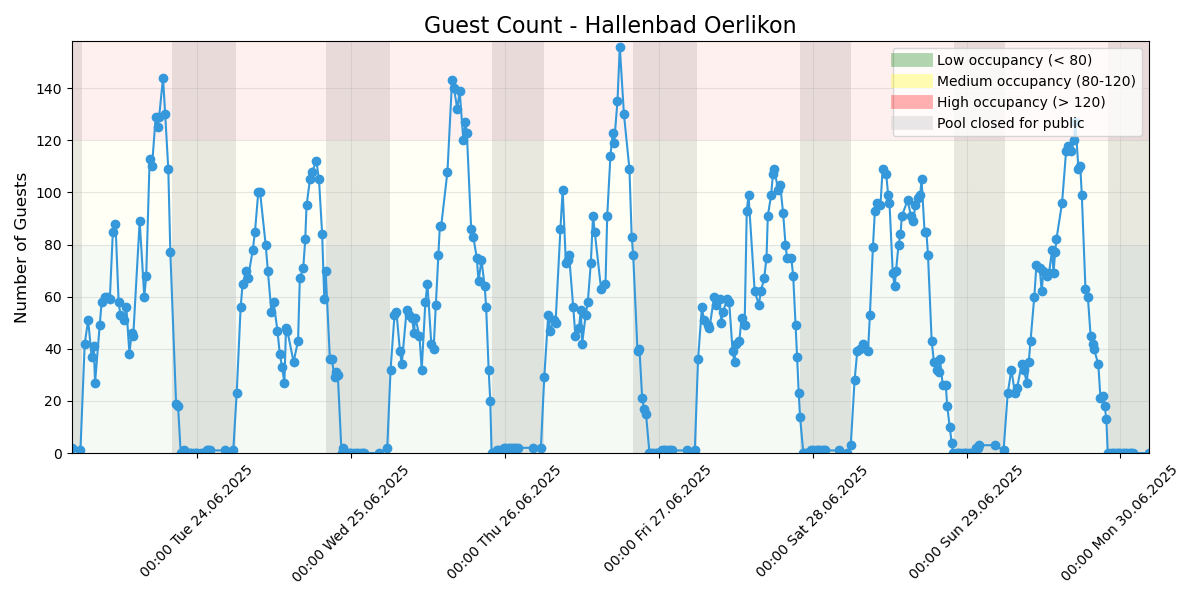 Guest Count - Hallenbad Oerlikon
Low occupancy (< 80)
Medium occupancy (80-120)
High occupancy (> 120)
Pool closed for public
Number of Guests
140
120
100
80
60
40
20
0
00:00 Tue 24.06.2025
00:00 Wed 25.06.2025
00:00 Thu 26.06.2025
00:00 Fri 27.06.2025
00:00 Sat 28.06.2025
00:00 Sun 29.06.2025
00:00 Mon 30.06.2025